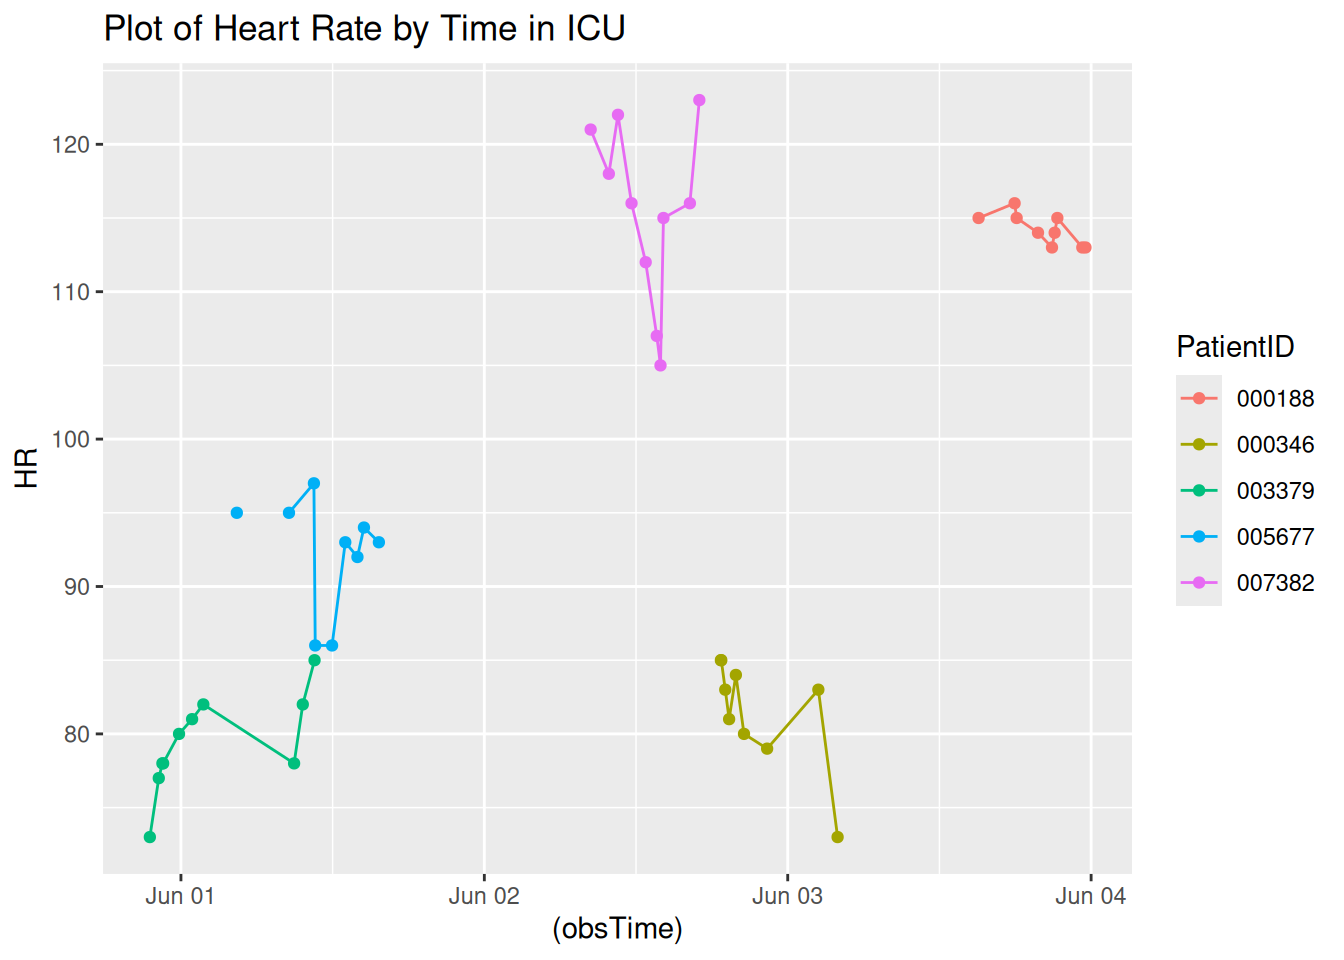 Plot of Heart Rate by Time in ICU
120
110
100
90
80
HR
Jun 01
Jun 02
Jun 03
Jun 04
(obsTime)
PatientID
000188
000346
003379
005677
007382